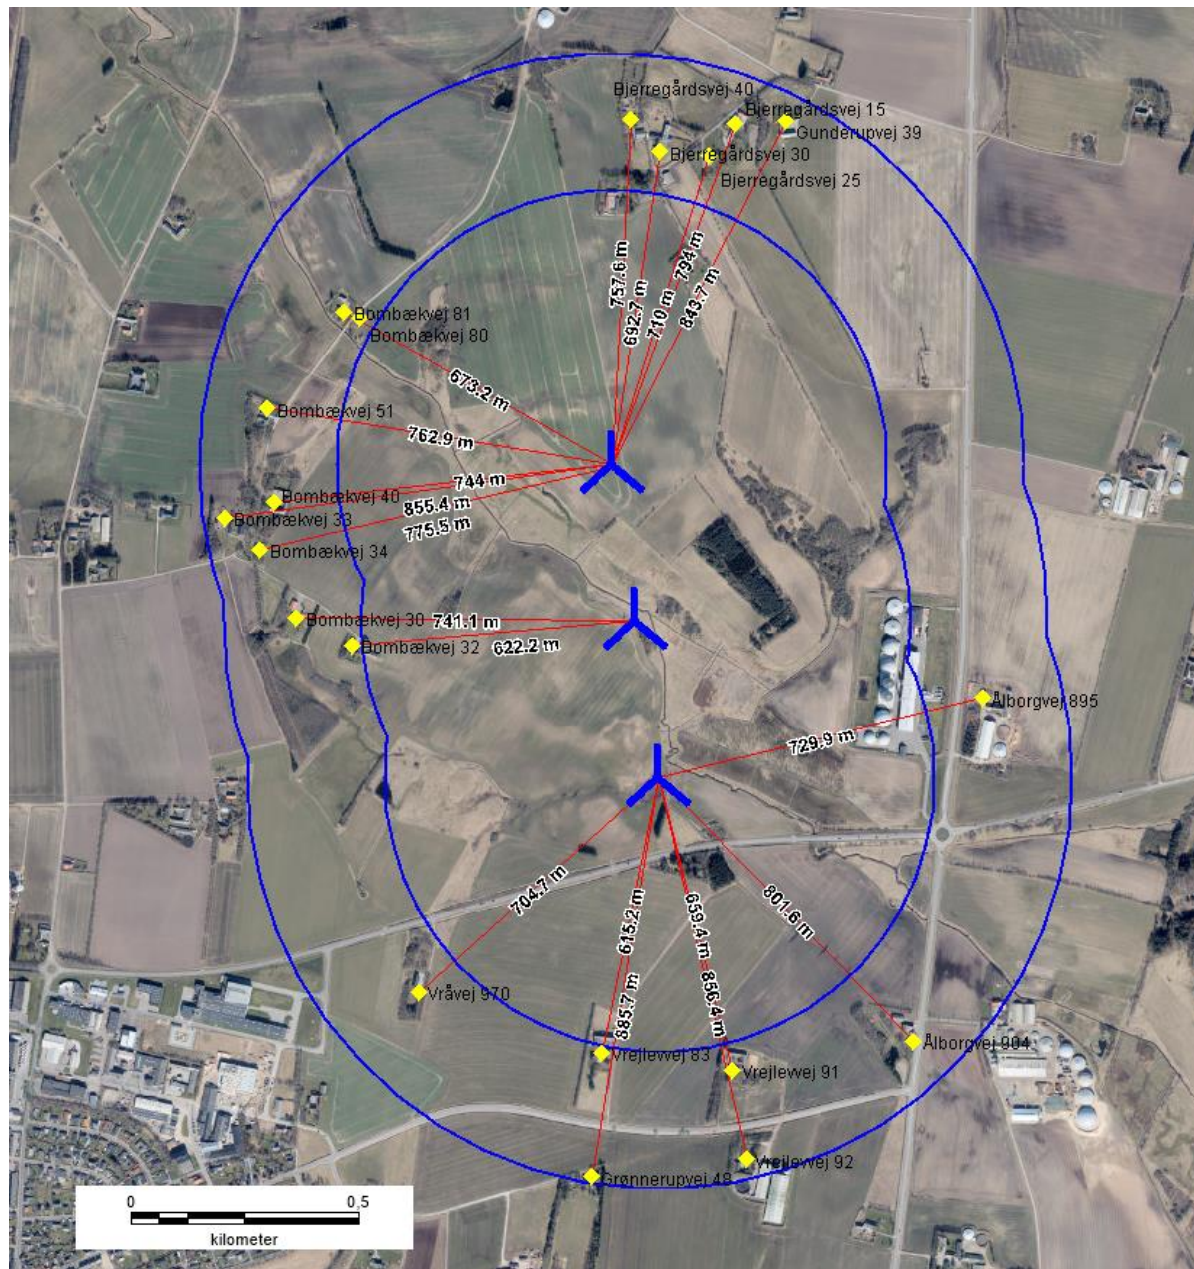 Bjerregårdsvej 40
Bjerregårdsvej 15
Gunderupvej 39
Bjerregårdsvej 30
Bjerregårdsvej 25
757.6 m
692.7 m
710 m
794 m
843.7 m
Bombækvej 81
Bombækvej 80
673.2 m
Bombækvej 51
762.9 m
744 m
Bombækvej 40
855.4 m
Bombækvej 33
775.5 m
Bombækvej 34
Bombækvej 30
741.1 m
Bombækvej 32
622.2 m
Ålborgvej 895
729.9 m
704.7 m
615.2 m
659.4 m
801.6 m
885.7 m
856.4 m
Vråvej 970
Vrejlevvej 83
Ålborgvej 904
Vrejlevvej 91
Vrejlevvej 92
Grønnerupvej 48
0 0,5
kilometer